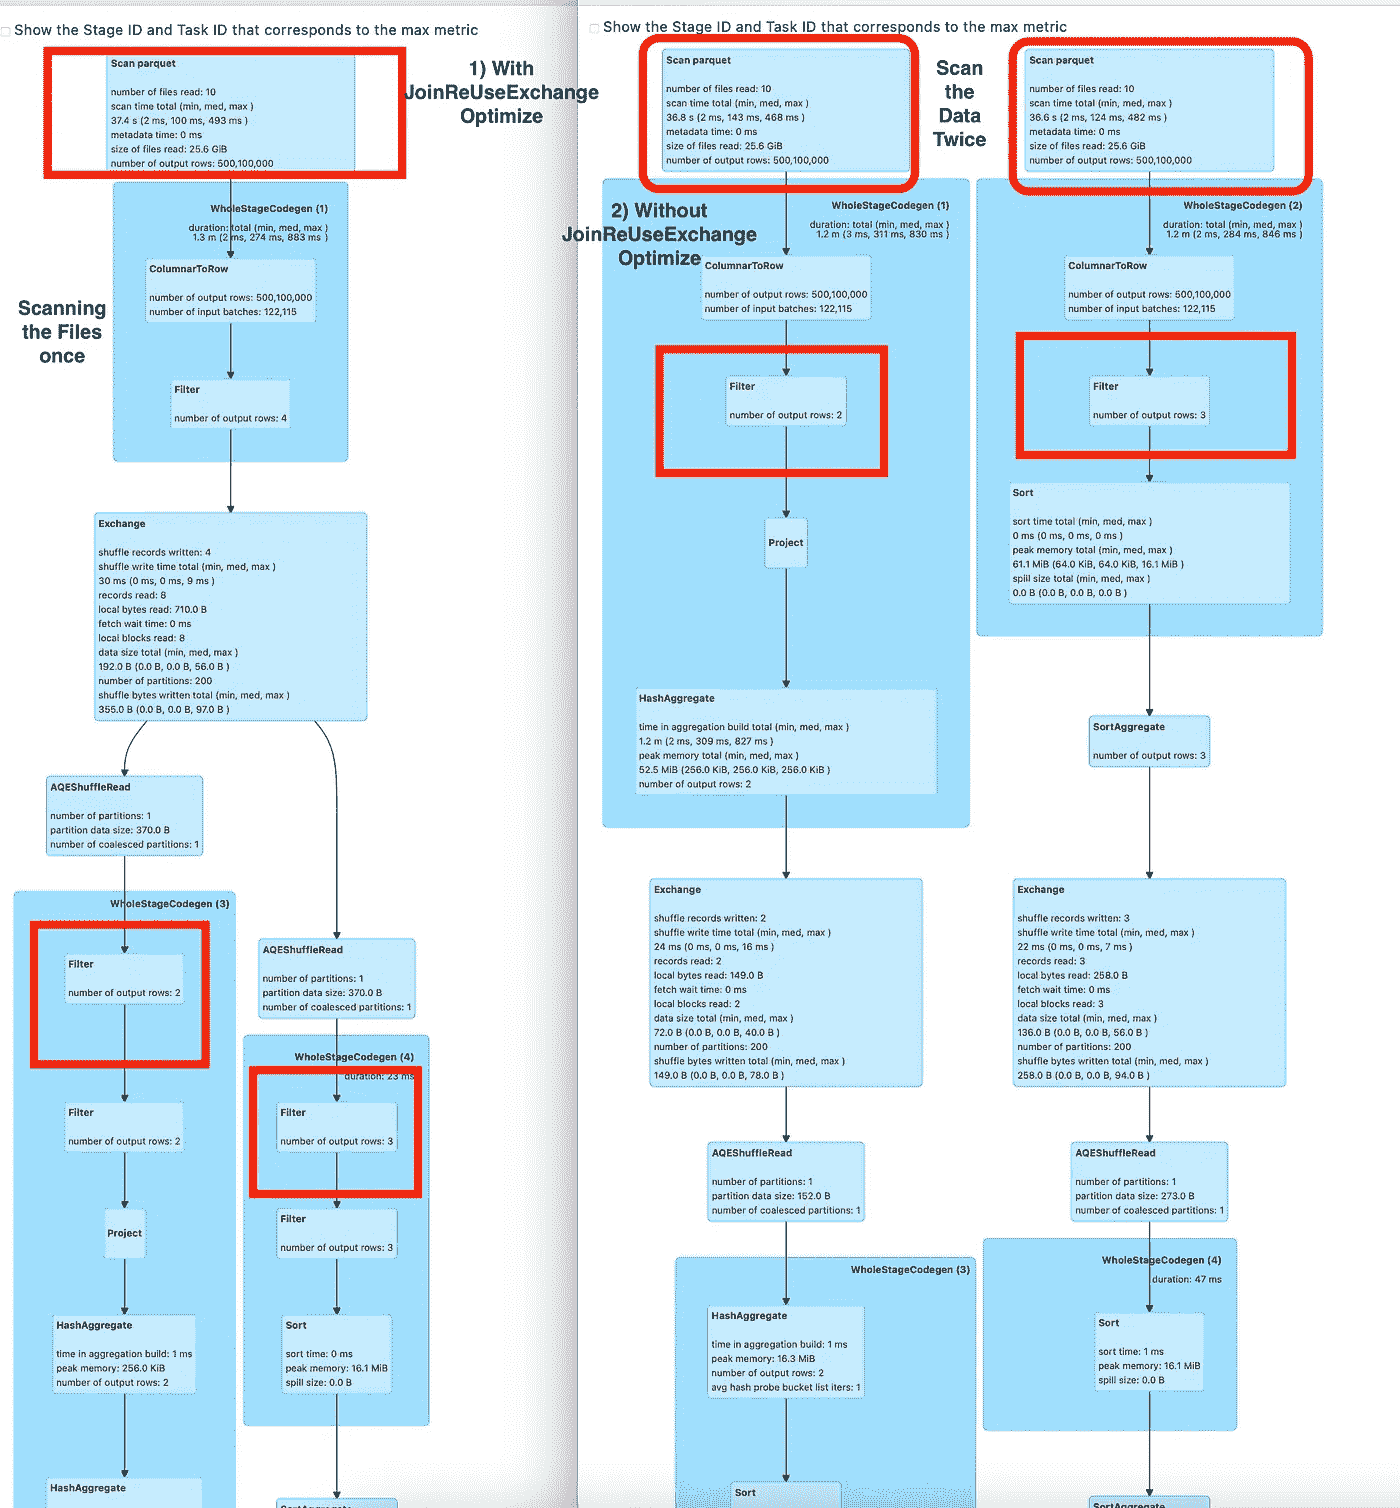 Show the Stage ID and Task ID that corresponds to the max metric
Scan parquet
number of files read: 10
scan time total (min, med, max )
37.4 s (2 ms, 100 ms, 493 ms )
metadata time: 0 ms
size of files read: 25.6 GiB
number of output rows: 500,100,000
1) With
JoinReUseExchange
Optimize
WholeStageCodegen (1)
duration: total (min, med, max )
1.3 m (2 ms, 274 ms, 883 ms )
ColumnarToRow
number of output rows: 500,100,000
number of input batches: 122,115
Scanning
the Files
once
Filter
number of output rows: 4
Exchange
shuffle records written: 4
shuffle write time total (min, med, max )
30 ms (0 ms, 0 ms, 9 ms )
records read: 8
local bytes read: 710.0 B
fetch wait time: 0 ms
local blocks read: 8
data size total (min, med, max )
192.0 B (0.0 B, 0.0 B, 56.0 B )
number of partitions: 200
shuffle bytes written total (min, med, max )
355.0 B (0.0 B, 0.0 B, 97.0 B )
AQEShuffleRead
number of partitions: 1
partition data size: 370.0 B
number of coalesced partitions: 1
WholeStageCodegen (3)
Filter
number of output rows: 2
Filter
number of output rows: 2
Project
HashAggregate
time in aggregation build: 1 ms
peak memory: 256.0 KiB
number of output rows: 2
HashAggregate
AQEShuffleRead
number of partitions: 1
partition data size: 370.0 B
number of coalesced partitions: 1
WholeStageCodegen (4)
duration: 23 ms
Filter
number of output rows: 3
Filter
number of output rows: 3
Sort
sort time: 0 ms
peak memory: 16.1 MiB
spill size: 0.0 B
SortAggregate
Show the Stage ID and Task ID that corresponds to the max metric
Scan parquet
number of files read: 10
scan time total (min, med, max )
36.8 s (2 ms, 143 ms, 468 ms )
metadata time: 0 ms
size of files read: 25.6 GiB
number of output rows: 500,100,000
Scan
the
Data
Twice
2) Without
JoinReUseExchange
Optimize
WholeStageCodegen (1)
duration: total (min, med, max )
1.2 m (3 ms, 311 ms, 830 ms )
ColumnarToRow
number of output rows: 500,100,000
number of input batches: 122,115
Filter
number of output rows: 2
Project
HashAggregate
time in aggregation build total (min, med, max )
1.2 m (2 ms, 309 ms, 827 ms )
peak memory total (min, med, max )
52.5 MiB (256.0 KiB, 256.0 KiB, 256.0 KiB )
number of output rows: 2
Exchange
shuffle records written: 2
shuffle write time total (min, med, max )
24 ms (0 ms, 0 ms, 16 ms )
records read: 2
local bytes read: 149.0 B
fetch wait time: 0 ms
local blocks read: 2
data size total (min, med, max )
72.0 B (0.0 B, 0.0 B, 40.0 B )
number of partitions: 200
shuffle bytes written total (min, med, max )
149.0 B (0.0 B, 0.0 B, 78.0 B )
AQEShuffleRead
number of partitions: 1
partition data size: 152.0 B
number of coalesced partitions: 1
WholeStageCodegen (3)
HashAggregate
time in aggregation build: 1 ms
peak memory: 16.3 MiB
number of output rows: 2
avg hash probe bucket list iters: 1
Sort
Scan parquet
number of files read: 10
scan time total (min, med, max )
36.6 s (2 ms, 124 ms, 482 ms )
metadata time: 0 ms
size of files read: 25.6 GiB
number of output rows: 500,100,000
WholeStageCodegen (2)
duration: total (min, med, max )
1.2 m (2 ms, 284 ms, 846 ms )
ColumnarToRow
number of output rows: 500,100,000
number of input batches: 122,115
Filter
number of output rows: 3
Sort
sort time total (min, med, max )
0 ms (0 ms, 0 ms, 0 ms )
peak memory total (min, med, max )
61.1 MiB (64.0 KiB, 64.0 KiB, 16.1 MiB )
spill size total (min, med, max )
0.0 B (0.0 B, 0.0 B, 0.0 B )
SortAggregate
number of output rows: 3
Exchange
shuffle records written: 3
shuffle write time total (min, med, max )
22 ms (0 ms, 0 ms, 7 ms )
records read: 3
local bytes read: 258.0 B
fetch wait time: 0 ms
local blocks read: 3
data size total (min, med, max )
136.0 B (0.0 B, 0.0 B, 56.0 B )
number of partitions: 200
shuffle bytes written total (min, med, max )
258.0 B (0.0 B, 0.0 B, 94.0 B )
AQEShuffleRead
number of partitions: 1
partition data size: 273.0 B
number of coalesced partitions: 1
WholeStageCodegen (4)
duration: 47 ms
Sort
sort time: 1 ms
peak memory: 16.1 MiB
spill size: 0.0 B
SortAggregate